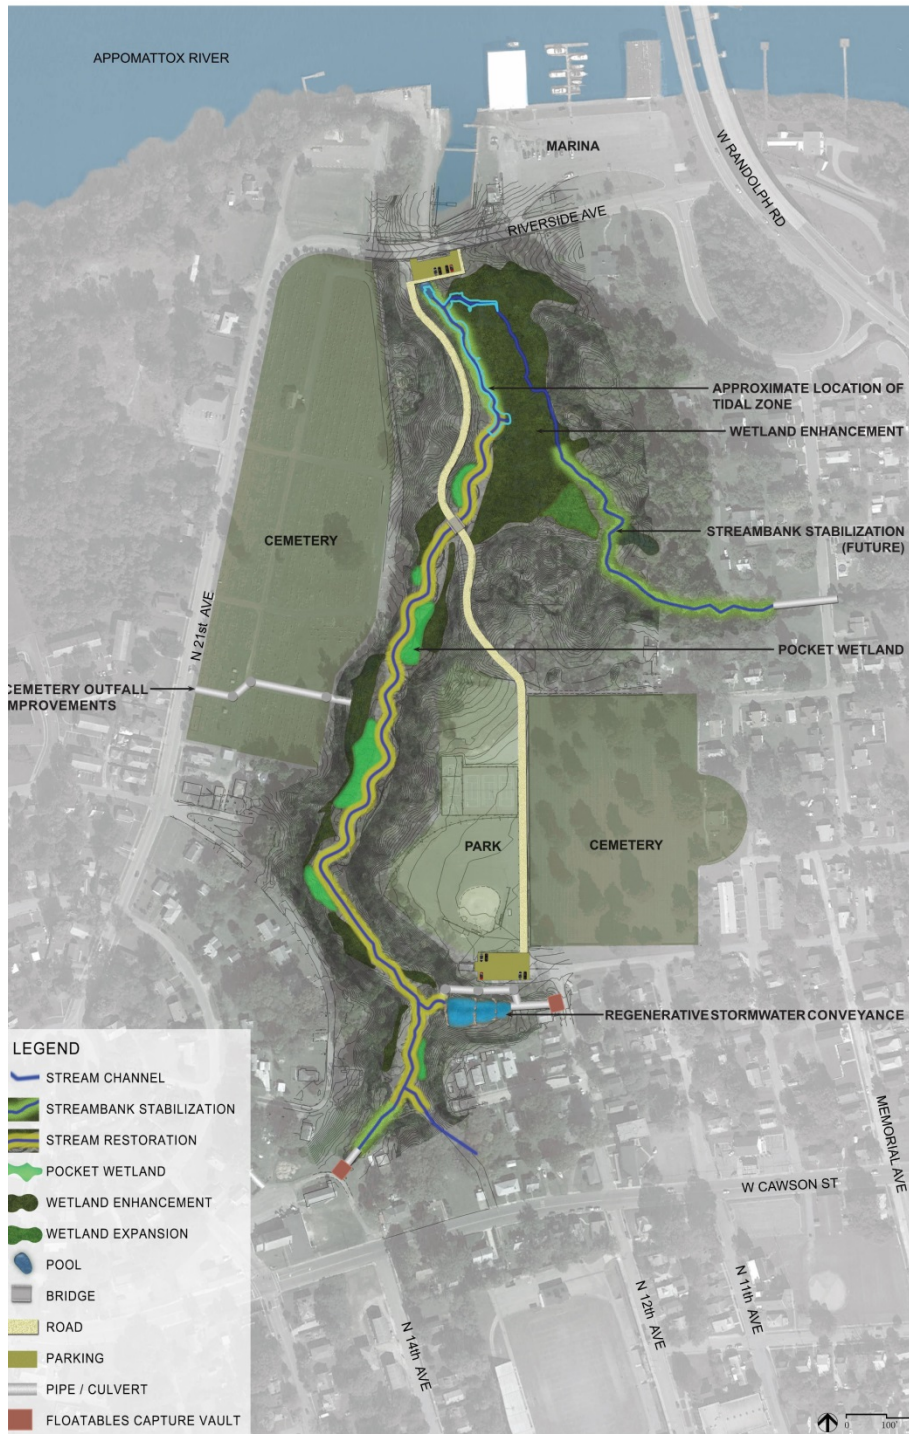 APPOMATTOX RIVER
MARINA
W RANDOLPH RD
RIVERSIDE AVE
APPROXIMATE LOCATION OF
TIDAL ZONE
WETLAND ENHANCEMENT
STREAMBANK STABILIZATION
(FUTURE)
CEMETERY
N 21st AVE
POCKET WETLAND
CEMETERY OUTFALL
MPROVEMENTS
PARK
CEMETERY
REGENERATIVE STORMWATER CONVEYANCE
MEMORIAL AVE
W CAWSON ST
N 14th AVE
N 12th AVE
N 11th AVE
LEGEND
STREAM CHANNEL
STREAMBANK STABILIZATION
STREAM RESTORATION
POCKET WETLAND
WETLAND ENHANCEMENT
WETLAND EXPANSION
POOL
BRIDGE
ROAD
PARKING
PIPE / CULVERT
FLOATABLES CAPTURE VAULT
0 100'